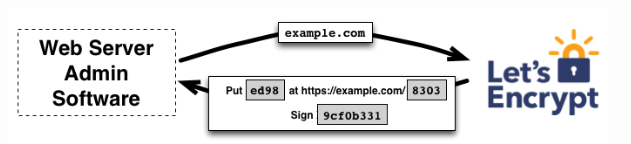 example.com
Web Server
Admin
Software
Put ed98 at https://example.com/ 8303
Sign 9cf0b331
Let's
Encrypt